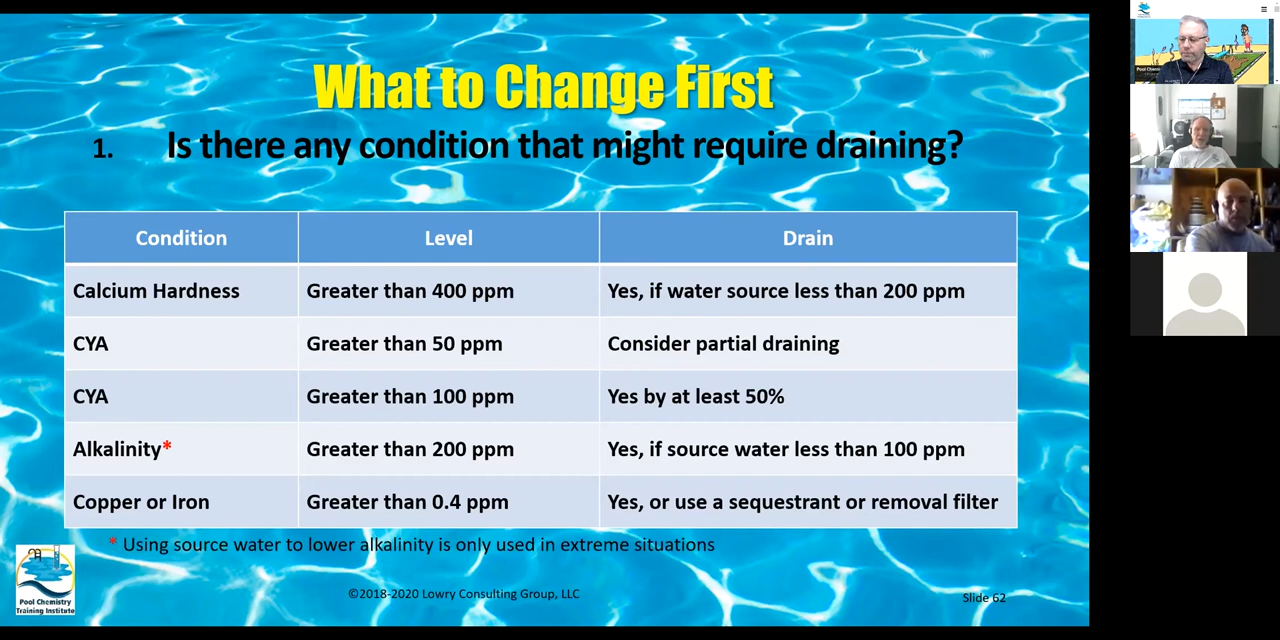 What to Change First
1. Is there any condition that might require draining?
Condition Level Drain
Calcium Hardness Greater than 400 ppm Yes, if water source less than 200 ppm
CYA Greater than 50 ppm Consider partial draining
CYA Greater than 100 ppm Yes by at least 50%
Alkalinity* Greater than 200 ppm Yes, if source water less than 100 ppm
Copper or Iron Greater than 0.4 ppm Yes, or use a sequestrant or removal filter
* Using source water to lower alkalinity is only used in extreme situations
Pool Chemistry
Training Institute
©2018-2020 Lowry Consulting Group, LLC
Slide 62